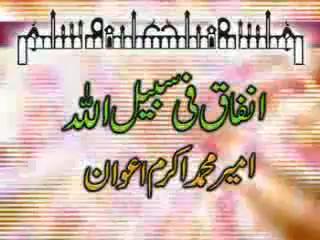 انفاق فی سبیل اللہ
امیر محمد اکرم اعوان